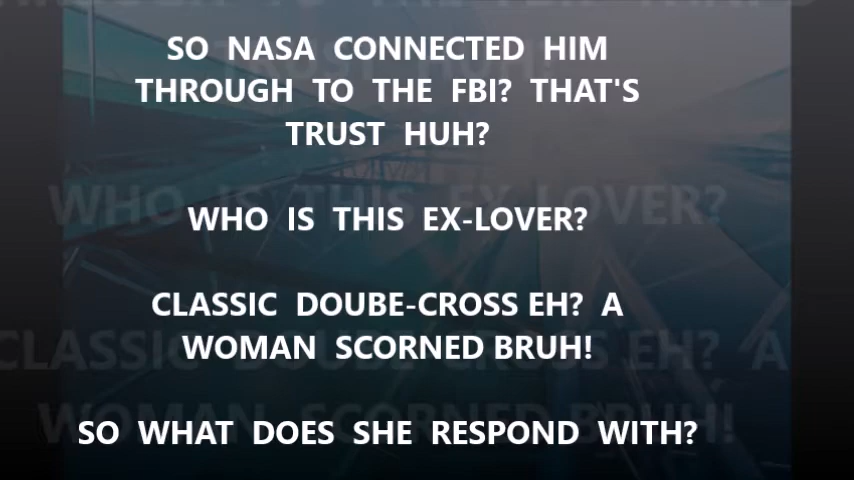 SO NASA CONNECTED HIM
THROUGH TO THE FBI? THAT'S
TRUST HUH?
WHO IS THIS EX-LOVER?
CLASSIC DOUBE-CROSS EH? A
WOMAN SCORNED BRUH!
SO WHAT DOES SHE RESPOND WITH?